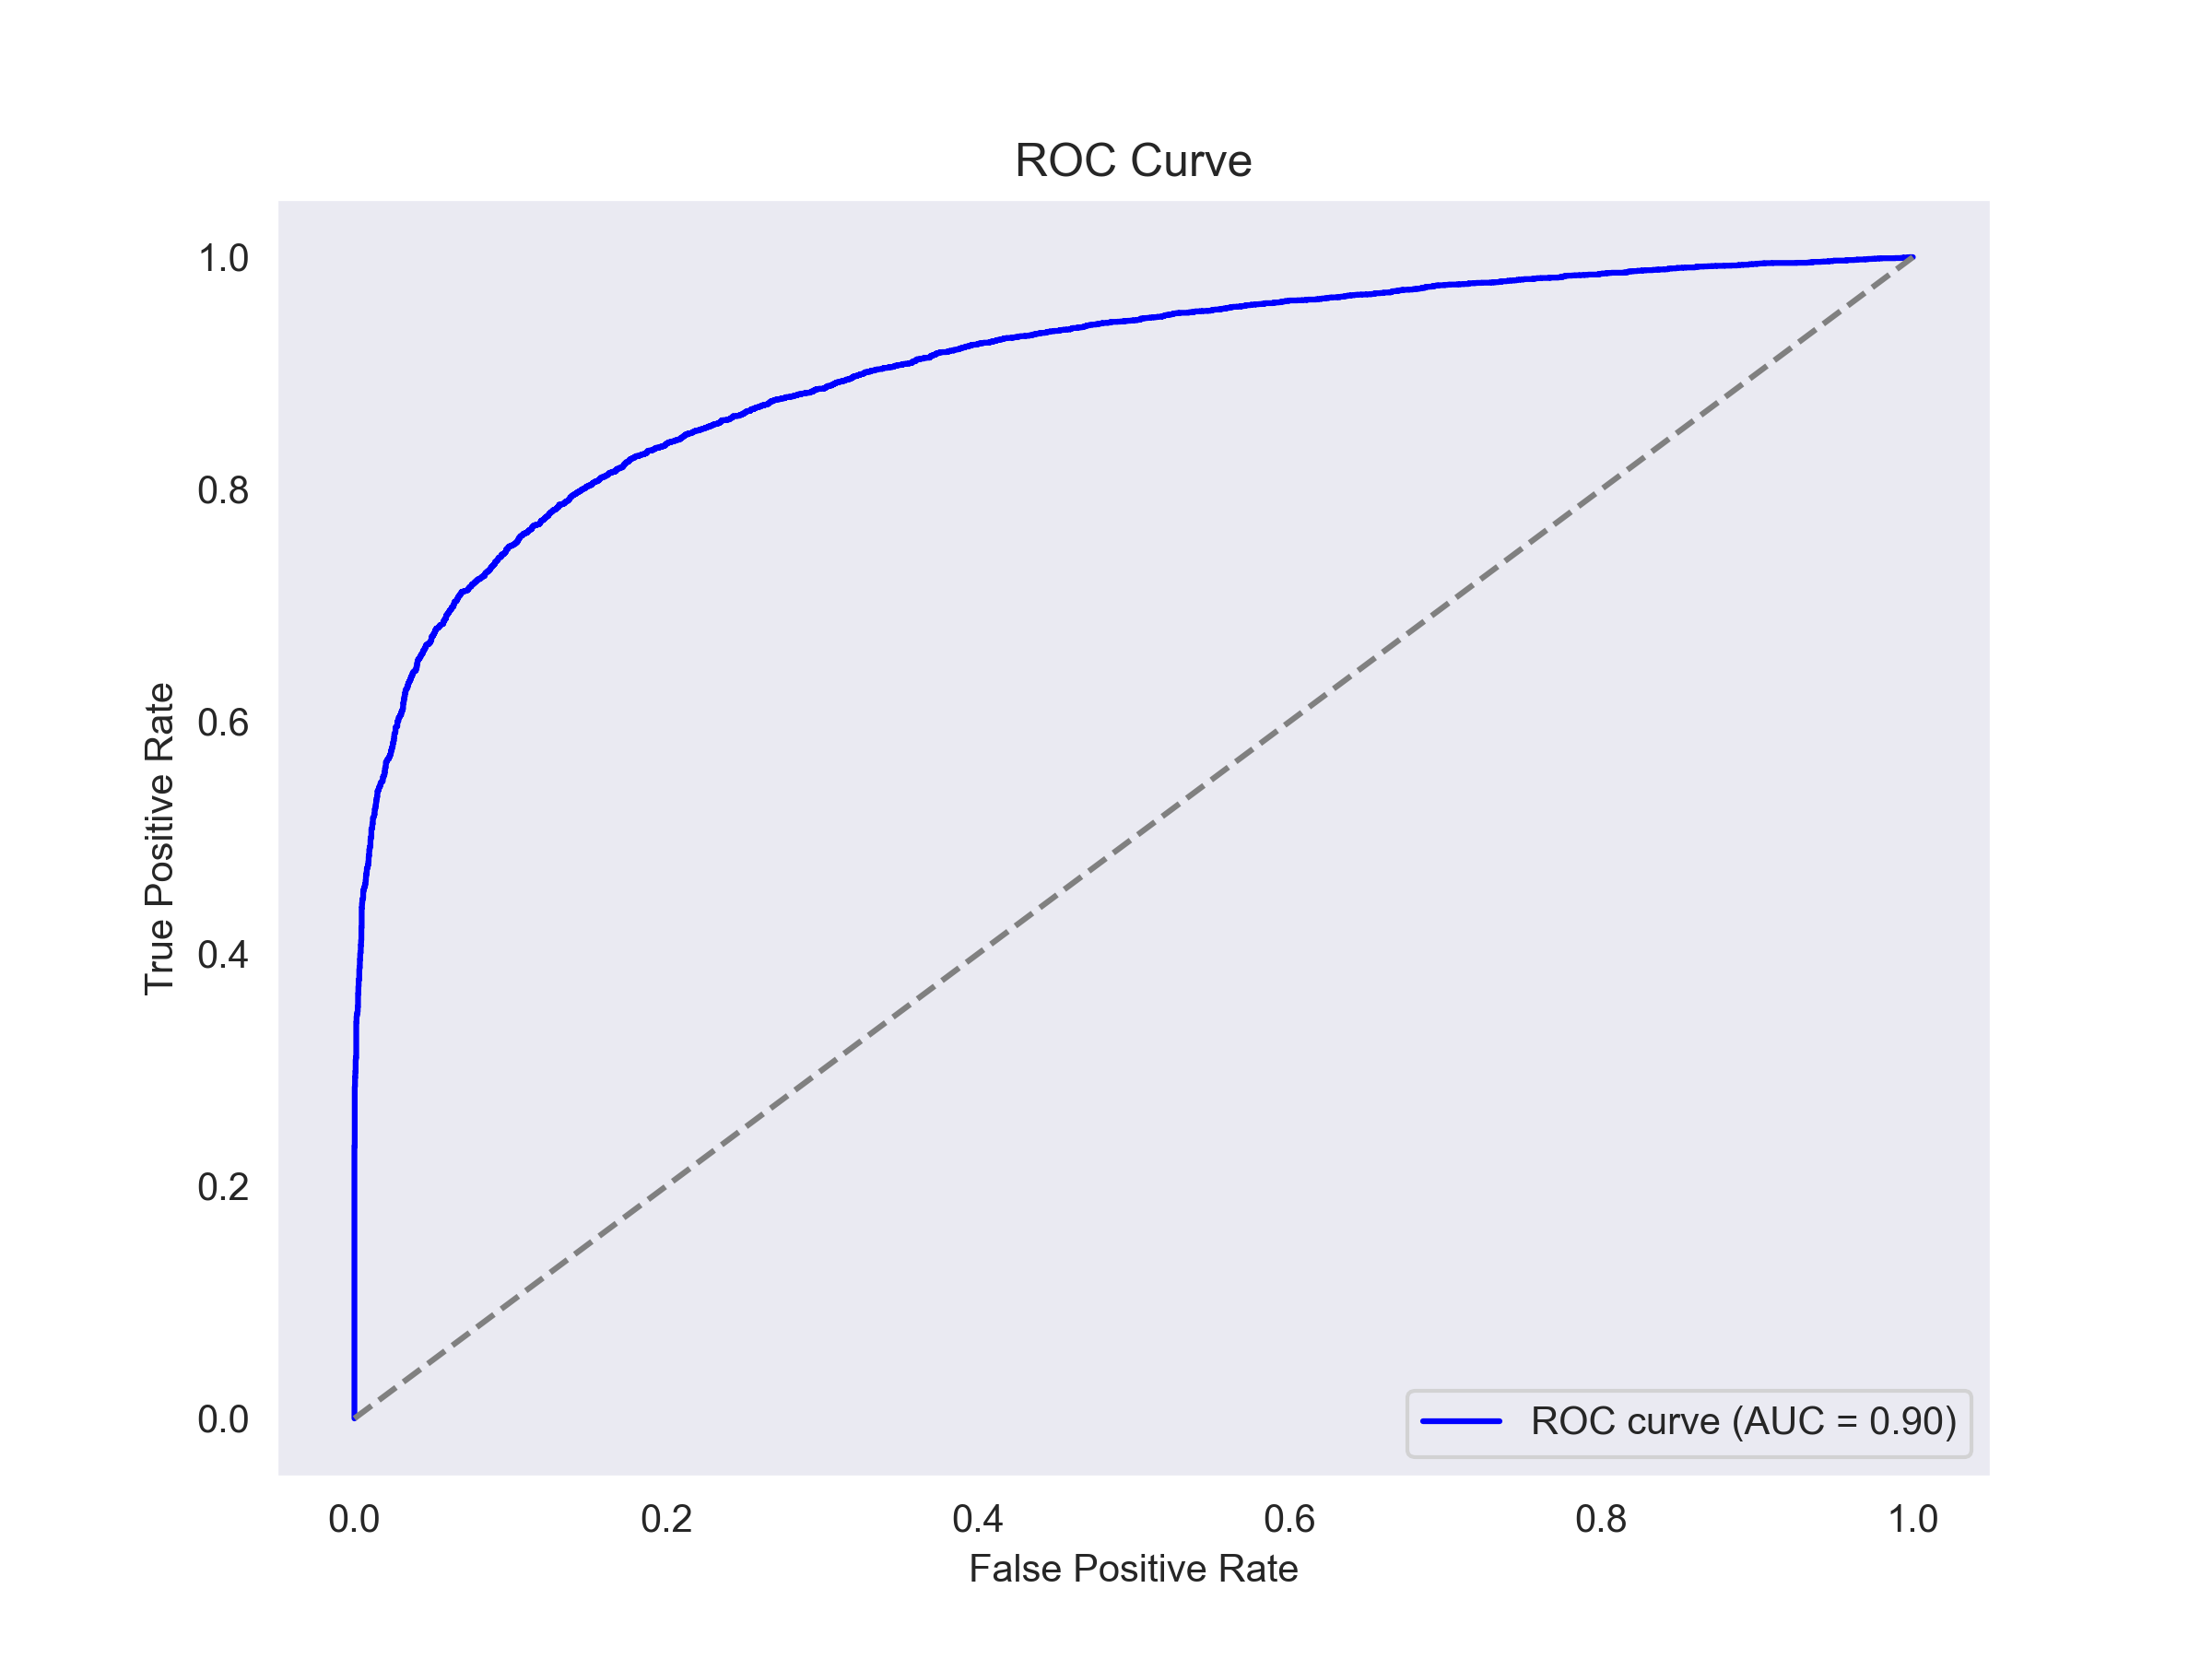 ROC Curve
1.0
0.8
0.6
0.4
0.2
0.0
True Positive Rate
ROC curve (AUC = 0.90)
0.0 0.2 0.4 0.6 0.8 1.0
False Positive Rate